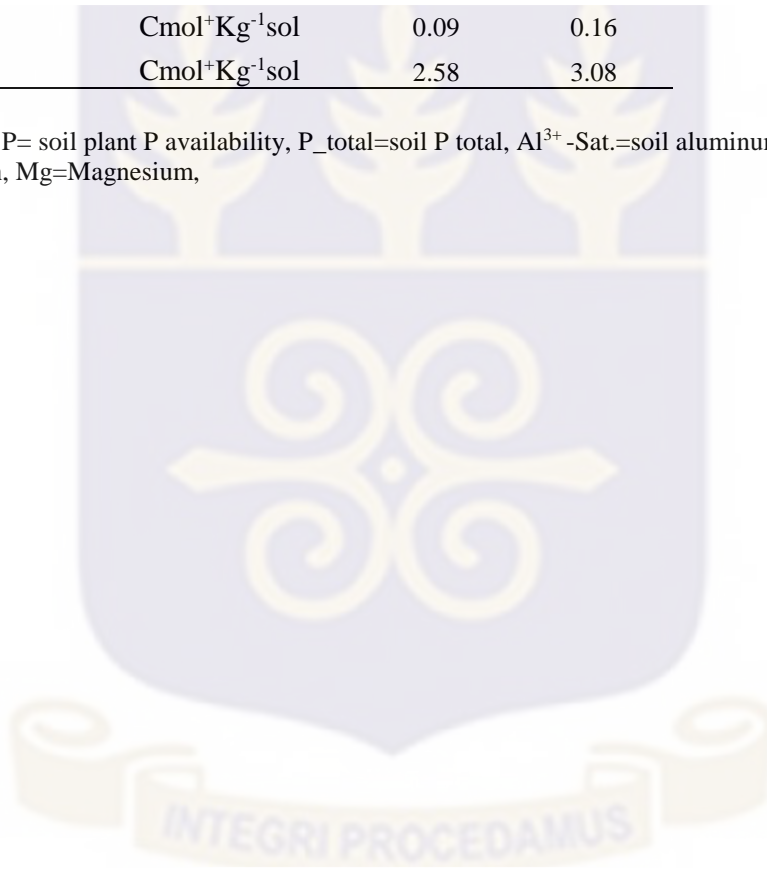 Cmol⁺Kg⁻¹sol 0.09 0.16
Cmol⁺Kg⁻¹sol 2.58 3.08
P= soil plant P availability, P_total=soil P total, Al³⁺ -Sat.=soil
Mg=Magnesium,
INTEGRI PROCEDAMUS